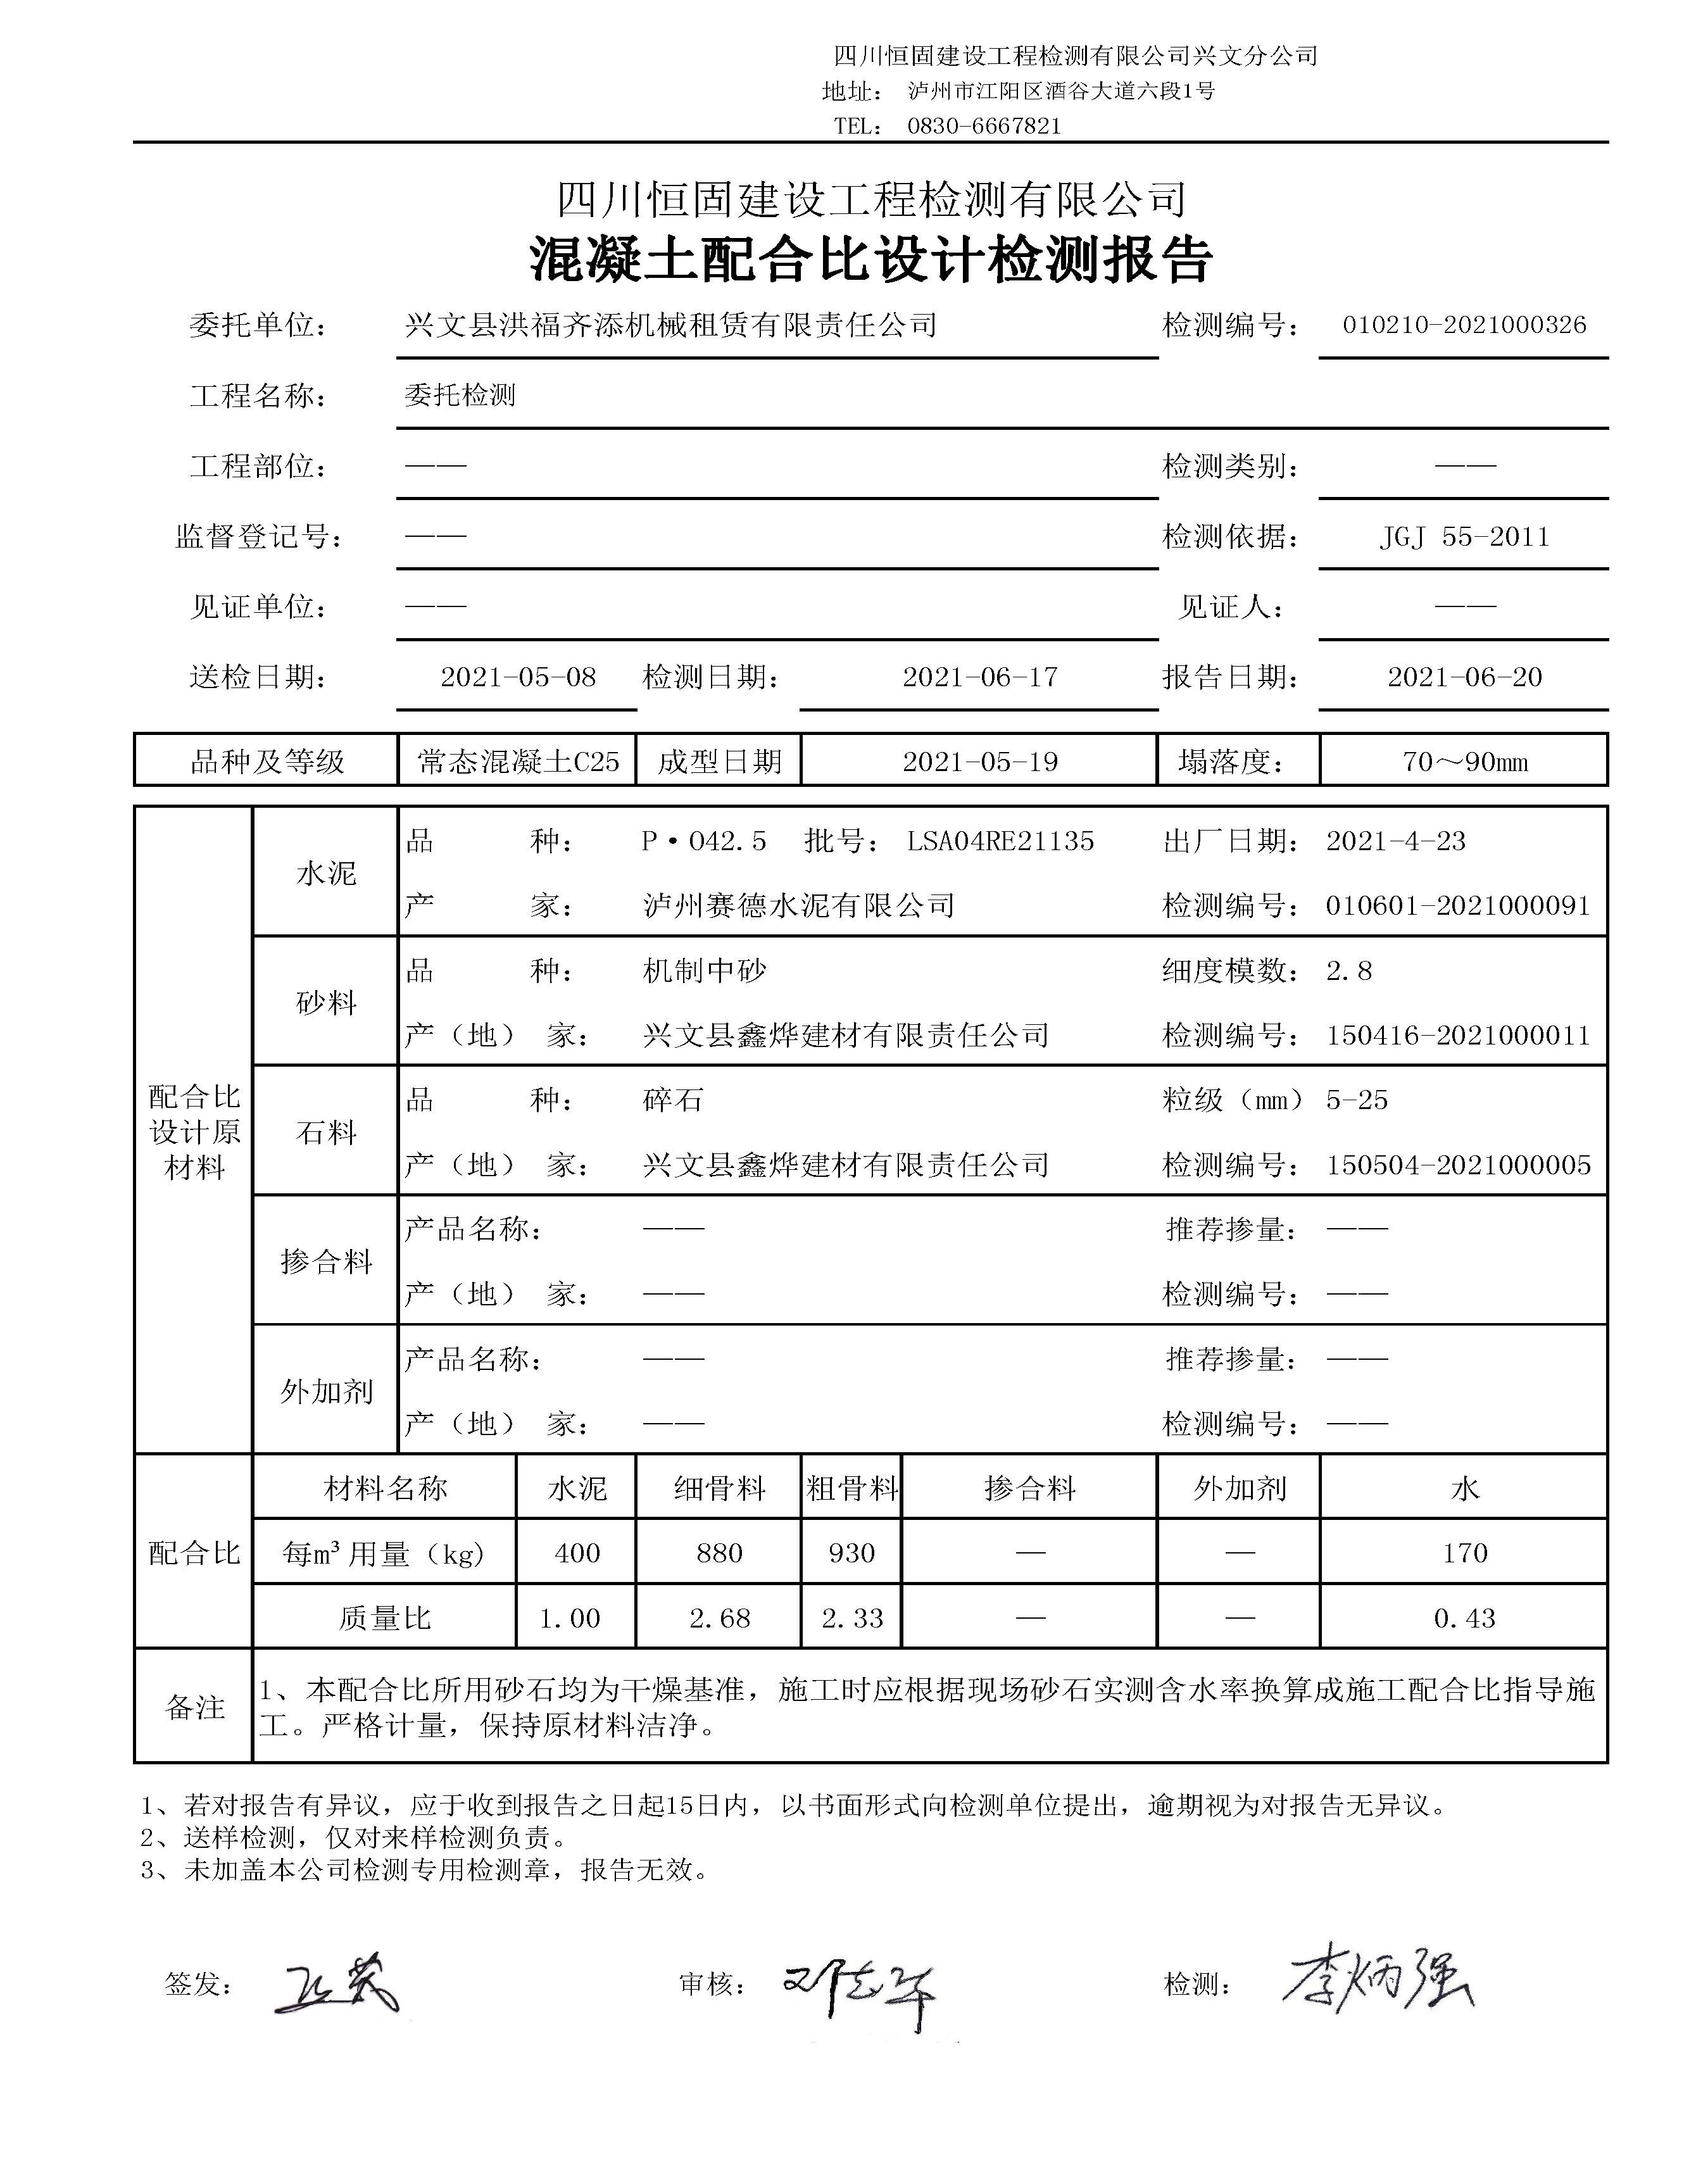 四川恒固建设工程检测有限公司兴文分公司
地址： 泸州市江阳区酒谷大道六段1号
TEL： 0830-6667821
四川恒固建设工程检测有限公司
混凝土配合比设计检测报告
委托单位： 兴文县洪福齐添机械租赁有限责任公司 检测编号： 010210-2021000326
工程名称： 委托检测
工程部位： —— 检测类别： ——
监督登记号： —— 检测依据： JGJ 55-2011
见证单位： —— 见证人： ——
送检日期： 2021-05-08 检测日期： 2021-06-17 报告日期： 2021-06-20
品种及等级 常态混凝土C25 成型日期 2021-05-19 塌落度： 70～90mm
配合比设计原材料
水泥
品 种： P·O42.5 批号： LSA04RE21135 出厂日期： 2021-4-23
产 家： 泸州赛德水泥有限公司 检测编号： 010601-2021000091
砂料
品 种： 机制中砂 细度模数： 2.8
产（地） 家： 兴文县鑫烨建材有限责任公司 检测编号： 150416-2021000011
石料
品 种： 碎石 粒级（mm） 5-25
产（地） 家： 兴文县鑫烨建材有限责任公司 检测编号： 150504-2021000005
掺合料
产品名称： —— 推荐掺量： ——
产（地） 家： —— 检测编号： ——
外加剂
产品名称： —— 推荐掺量： ——
产（地） 家： —— 检测编号： ——
配合比
材料名称 水泥 细骨料 粗骨料 掺合料 外加剂 水
每m³用量（kg） 400 880 930 — — 170
质量比 1.00 2.68 2.33 — — 0.43
备注
1、本配合比所用砂石均为干燥基准，施工时应根据现场砂石实测含水率换算成施工配合比指导施
工。严格计量，保持原材料洁净。
1、若对报告有异议，应于收到报告之日起15日内，以书面形式向检测单位提出，逾期视为对报告无异议。
2、送样检测，仅对来样检测负责。
3、未加盖本公司检测专用检测章，报告无效。
签发： 审核： 检测： 李炳强